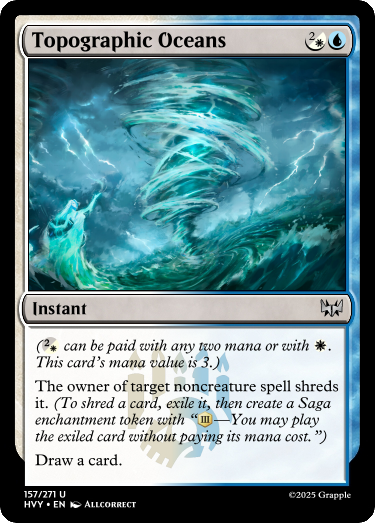 Topographic Oceans
2
Instant
(2 can be paid with any two mana or with .
This card's mana value is 3.)
The owner of target noncreature spell shreds
it. (To shred a card, exile it, then create a Saga
enchantment token with “III—You may play
the exiled card without paying its mana cost.”)
Draw a card.
157/271 U
HVY • EN ALLCORRECT
©2025 Grapple